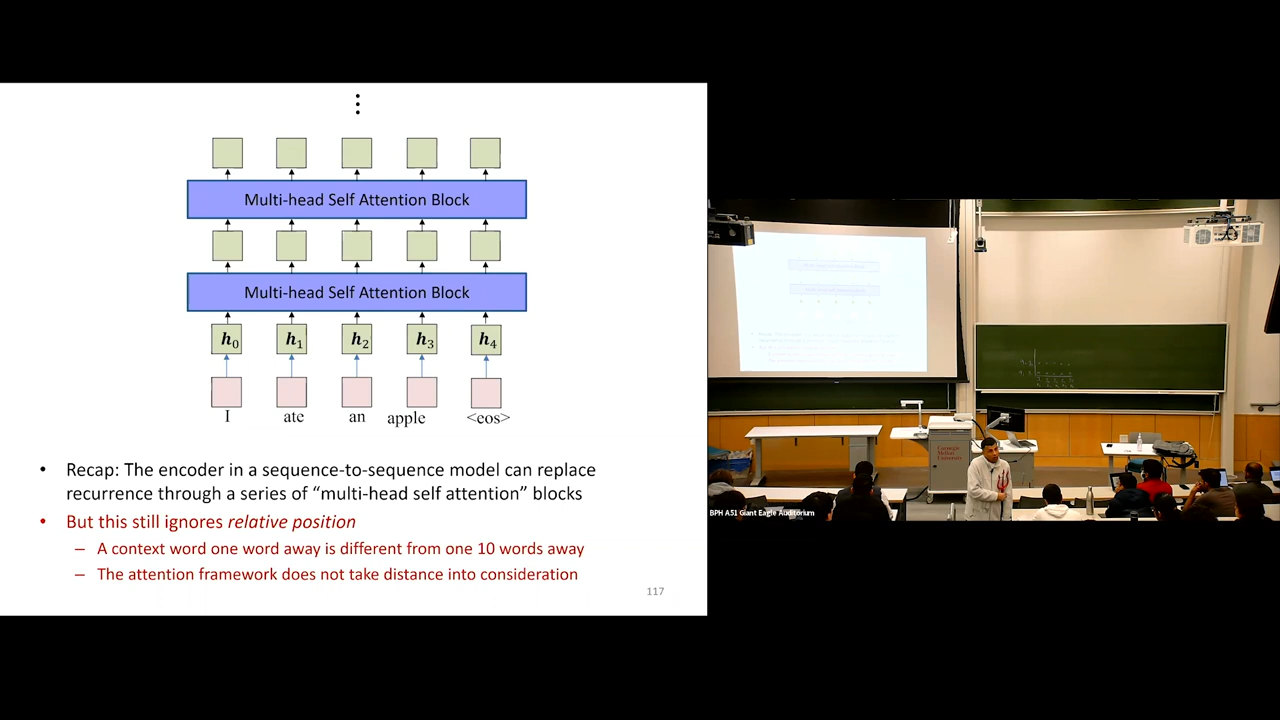 ⋮
Multi-head Self Attention Block
Multi-head Self Attention Block
h₀ h₁ h₂ h₃ h₄
I ate an apple <eos>
• Recap: The encoder in a sequence-to-sequence model can replace
recurrence through a series of “multi-head self attention” blocks
• But this still ignores relative position
– A context word one word away is different from one 10 words away
– The attention framework does not take distance into consideration
117
Carnegie
Mellon
University
BPH A51 Giant Eagle Auditorium